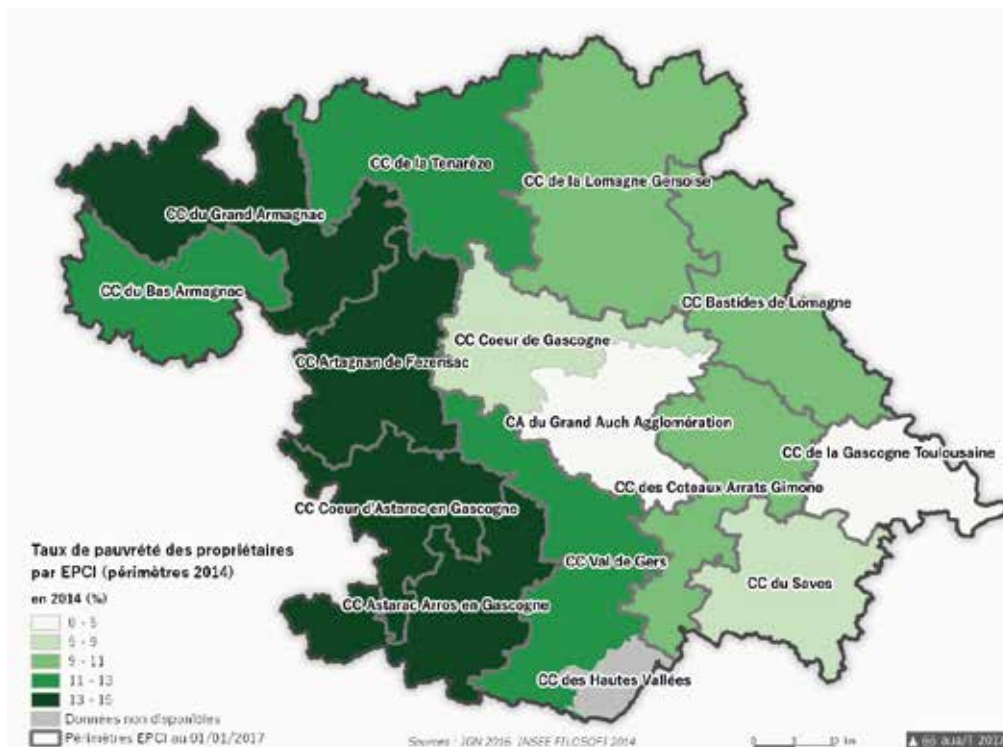 CC de la Tenarèze
CC de la Lomagne Gersoise
CC du Grand Armagnac
CC du Bas Armagnac
CC Bastides de Lomagne
CC Coeur de Gascogne
CC Artagnan de Fezensac
CA du Grand Auch Agglomération
CC de la Gascogne Toulousaine
CC des Coteaux Arrats Gimone
CC Coeur d'Astarac en Gascogne
CC Val de Gers
CC du Saves
CC Astarac Arros en Gascogne
CC des Hautes Vallées
Taux de pauvrété des propriétaires
par EPCI (périmètres 2014)
en 2014 (%)
0 - 5
5 - 9
9 - 11
11 - 13
13 - 15
Données non disponibles
Périmètres EPCI au 01/01/2017
Sources : IGN 2016, INSEE FILOSOFI 2014
0
km